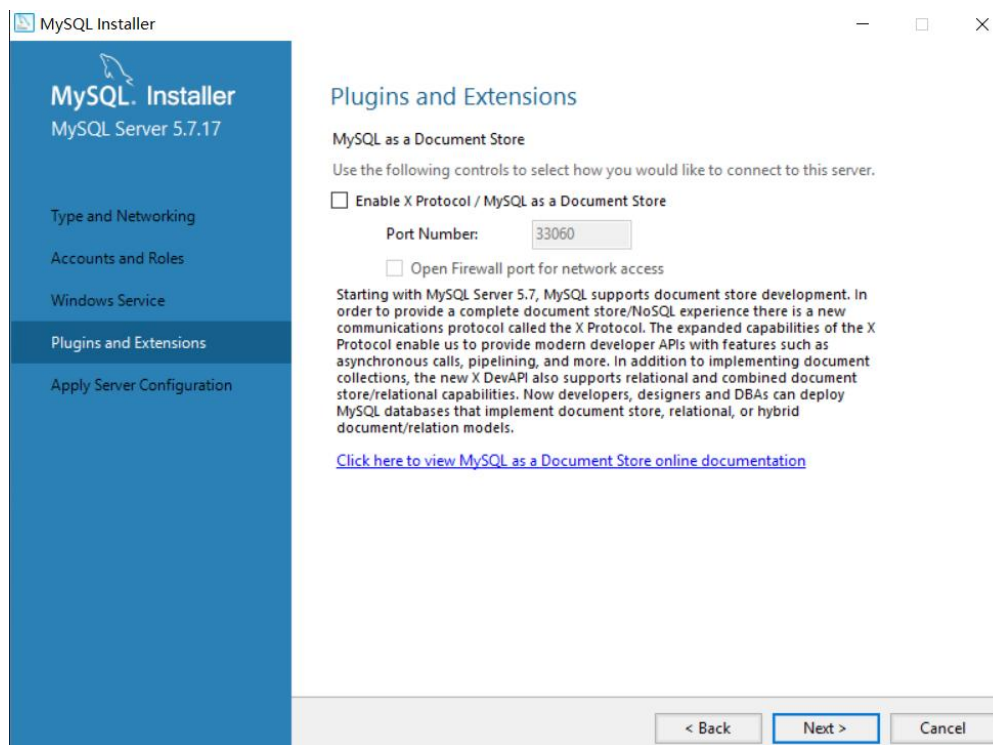 MySQL Installer
MySQL. Installer
MySQL Server 5.7.17
Type and Networking
Accounts and Roles
Windows Service
Plugins and Extensions
Apply Server Configuration
Plugins and Extensions
MySQL as a Document Store
Use the following controls to select how you would like to connect to this server.
Enable X Protocol / MySQL as a Document Store
Port Number: 33060
Open Firewall port for network access
Starting with MySQL Server 5.7, MySQL supports document store development. In
order to provide a complete document store/NoSQL experience there is a new
communications protocol called the X Protocol. The expanded capabilities of the X
Protocol enable us to provide modern developer APIs with features such as
asynchronous calls, pipelining, and more. In addition to implementing document
collections, the new X DevAPI also supports relational and combined document
store/relational capabilities. Now developers, designers and DBAs can deploy
MySQL databases that implement document store, relational, or hybrid
document/relation models.
Click here to view MySQL as a Document Store online documentation
< Back Next > Cancel